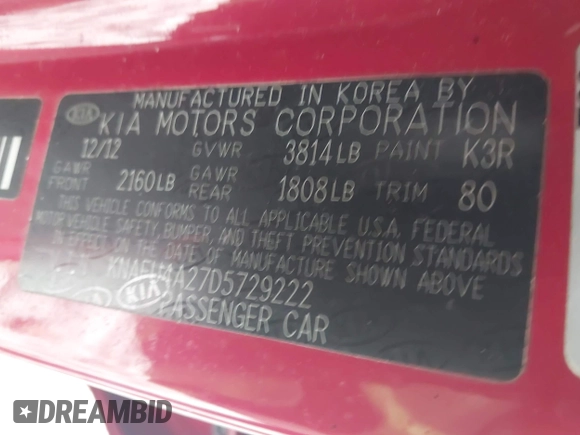 MANUFACTURED IN KOREA BY
KIA KIA MOTORS CORPORATION
12/12 GVWR 3814LB PAINT K3R
GAWR FRONT 2160LB GAWR REAR 1808LB TRIM 80
THIS VEHICLE CONFORMS TO ALL APPLICABLE U.S.A. FEDERAL
MOTOR VEHICLE SAFETY, BUMPER, AND THEFT PREVENTION STANDARDS
IN EFFECT ON THE DATE OF MANUFACTURE SHOWN ABOVE
KIA
PASSENGER CAR
DREAMBID